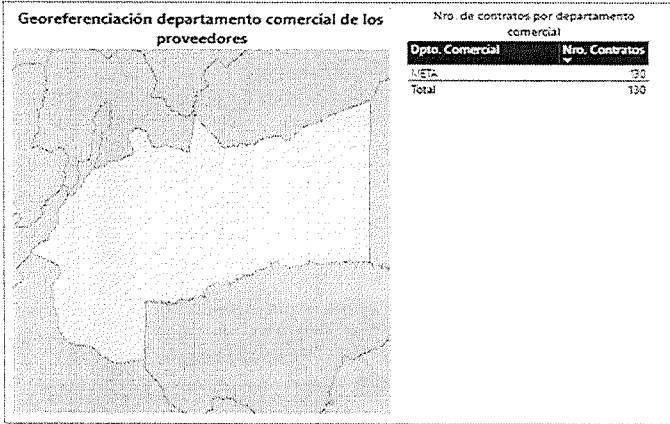 Georeferenciación departamento comercial de los
proveedores
Nro. de contratos por departamento
comercial
Dpto. Comercial Nro. Contratos
META 130
Total 130